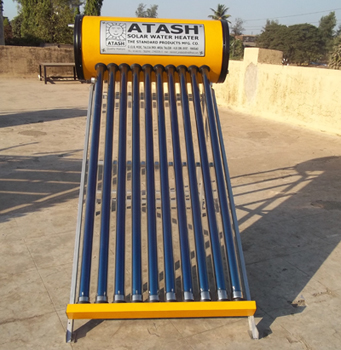 ATASH
ATASH
SOLAR WATER HEATER
THE STANDARD PRODUCTS MFG. CO.